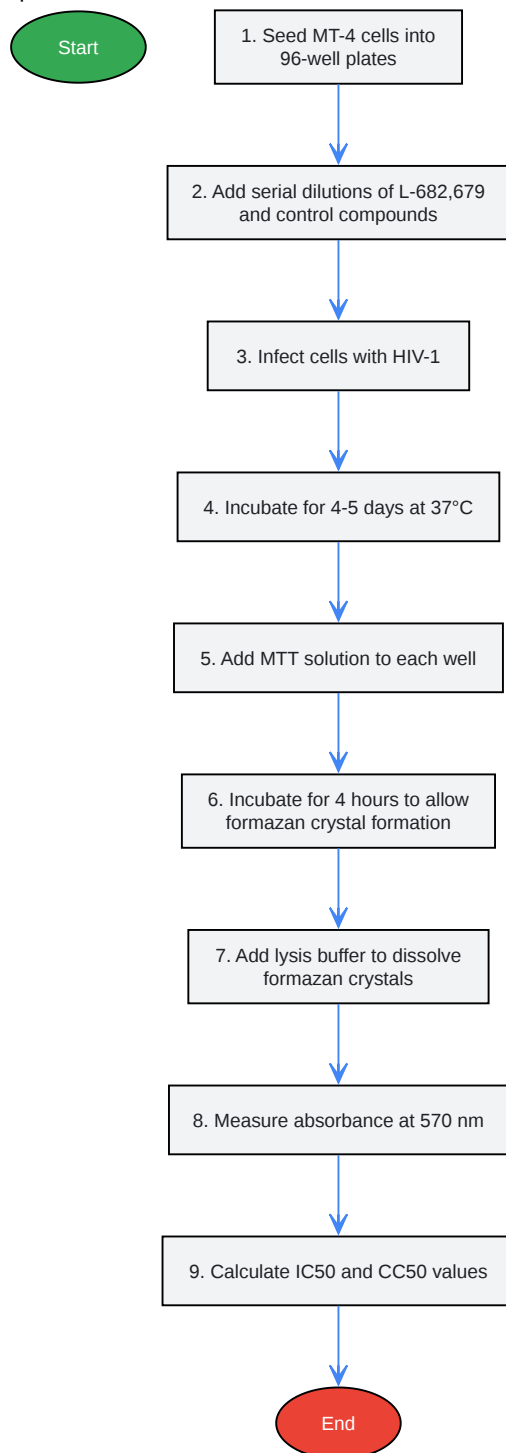 Start
1. Seed MT-4 cells into
96-well plates
2. Add serial dilutions of L-682,679
and control compounds
3. Infect cells with HIV-1
4. Incubate for 4-5 days at 37°C
5. Add MTT solution to each well
6. Incubate for 4 hours to allow
formazan crystal formation
7. Add lysis buffer to dissolve
formazan crystals
8. Measure absorbance at 570 nm
9. Calculate IC50 and CC50 values
End